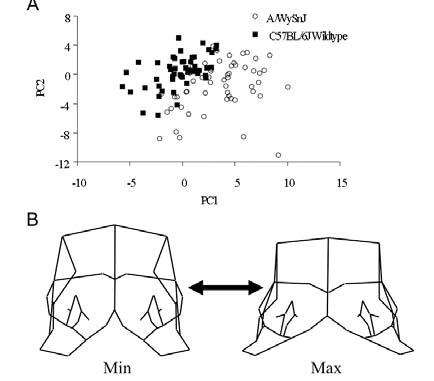 A
8
A/WySnJ
C57BL/6J Wildtype
4
0
-4
-8
-12
PC2
-10 -5 0 5 10 15
PC1
B
Min Max